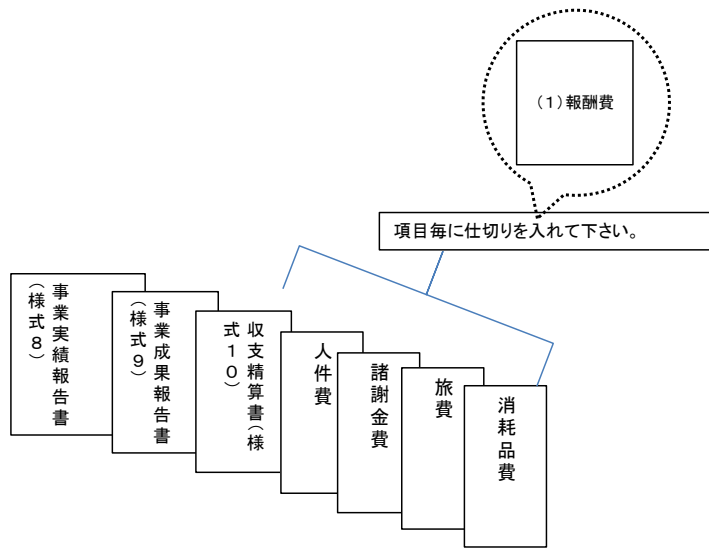 (1)報酬費
項目毎に仕切りを入れて下さい。
事業実績報告書
(様式8)
事業成果報告書
(様式9)
収支精算書(様
式10)
人件費
諸謝金費
旅費
消耗品費